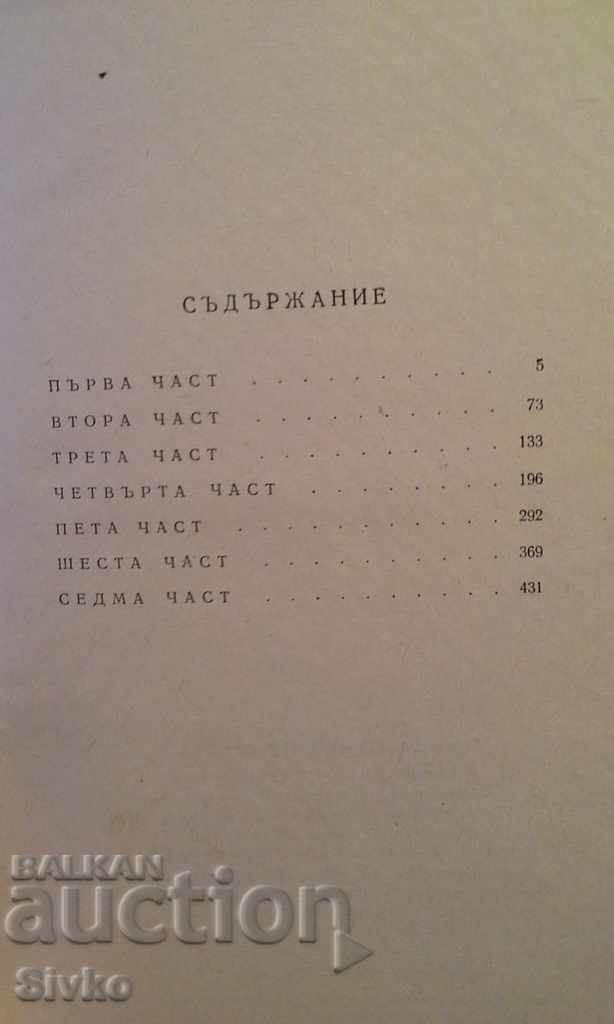 СЪДЪРЖАНИЕ
ПЪРВА ЧАСТ . . . . . . . . . . 5
ВТОРА ЧАСТ . . . . . . . . . . 73
ТРЕТА ЧАСТ . . . . . . . . . . 133
ЧЕТВЪРТА ЧАСТ . . . . . . . . 196
ПЕТА ЧАСТ . . . . . . . . . . . 292
ШЕСТА ЧАСТ . . . . . . . . . . 369
СЕДМА ЧАСТ . . . . . . . . . . 431
BALKAN
auction
Sivko